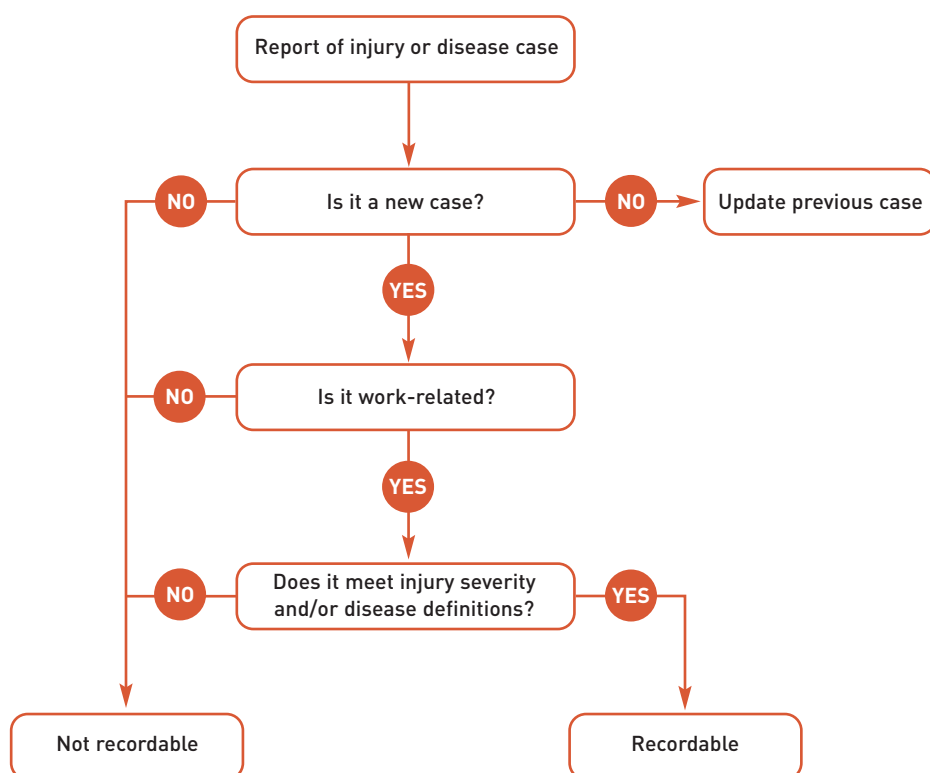 Report of injury or disease case
NO
Is it a new case?
NO
Update previous case
YES
NO
Is it work-related?
YES
NO
Does it meet injury severity
and/or disease definitions?
YES
Not recordable
Recordable